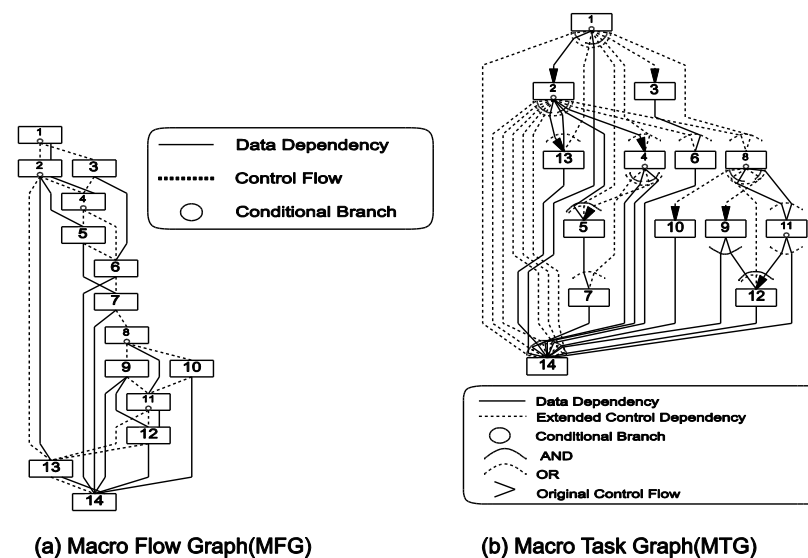 1
2 3
4
5
6
7
8
9 10
11
12
13
14
Data Dependency
Control Flow
Conditional Branch
(a) Macro Flow Graph(MFG)
1
2 3
13 4 6 8
5 10 9 11
7 12
14
Data Dependency
Extended Control Dependency
Conditional Branch
AND
OR
Original Control Flow
(b) Macro Task Graph(MTG)